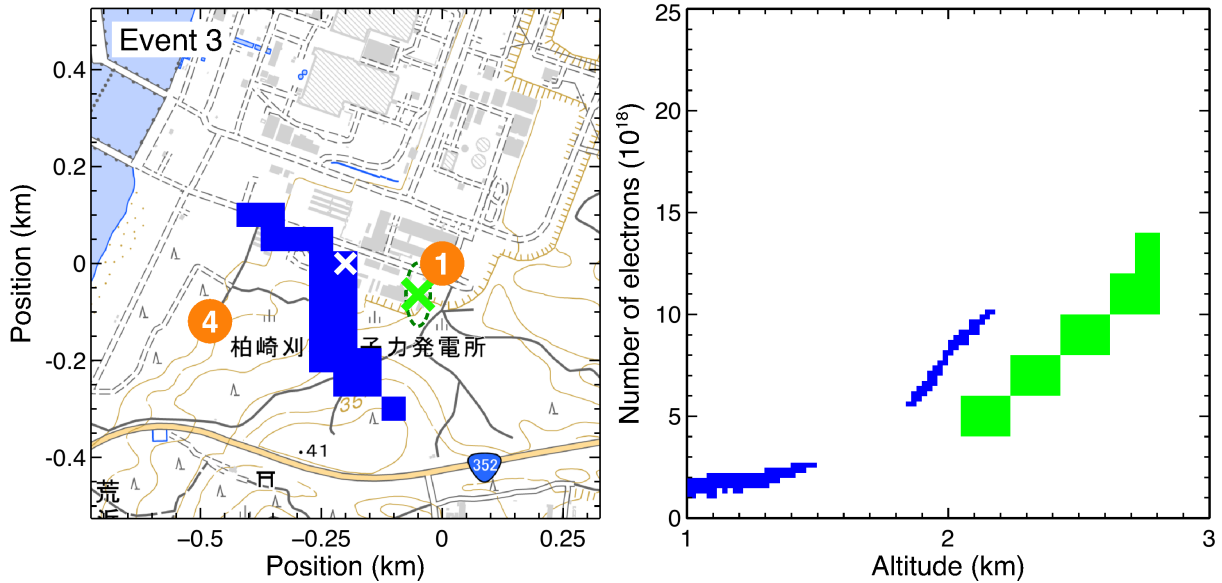 Event 3
Position (km)
0.4
0.2
0
−0.2
−0.4
1
4
柏崎刈
子力発電所
35
41
352
荒
−0.5
−0.25
0
0.25
Position (km)
Number of electrons (10¹⁸)
25
20
15
10
5
0
1
2
3
Altitude (km)